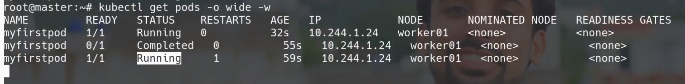 root@master:~# kubectl get pods -o wide -w
NAME READY STATUS RESTARTS AGE IP NODE NOMINATED NODE READINESS GATES
myfirstpod 1/1 Running 0 32s 10.244.1.24 worker01 <none> <none>
myfirstpod 0/1 Completed 0 55s 10.244.1.24 worker01 <none> <none>
myfirstpod 1/1 Running 1 59s 10.244.1.24 worker01 <none> <none>